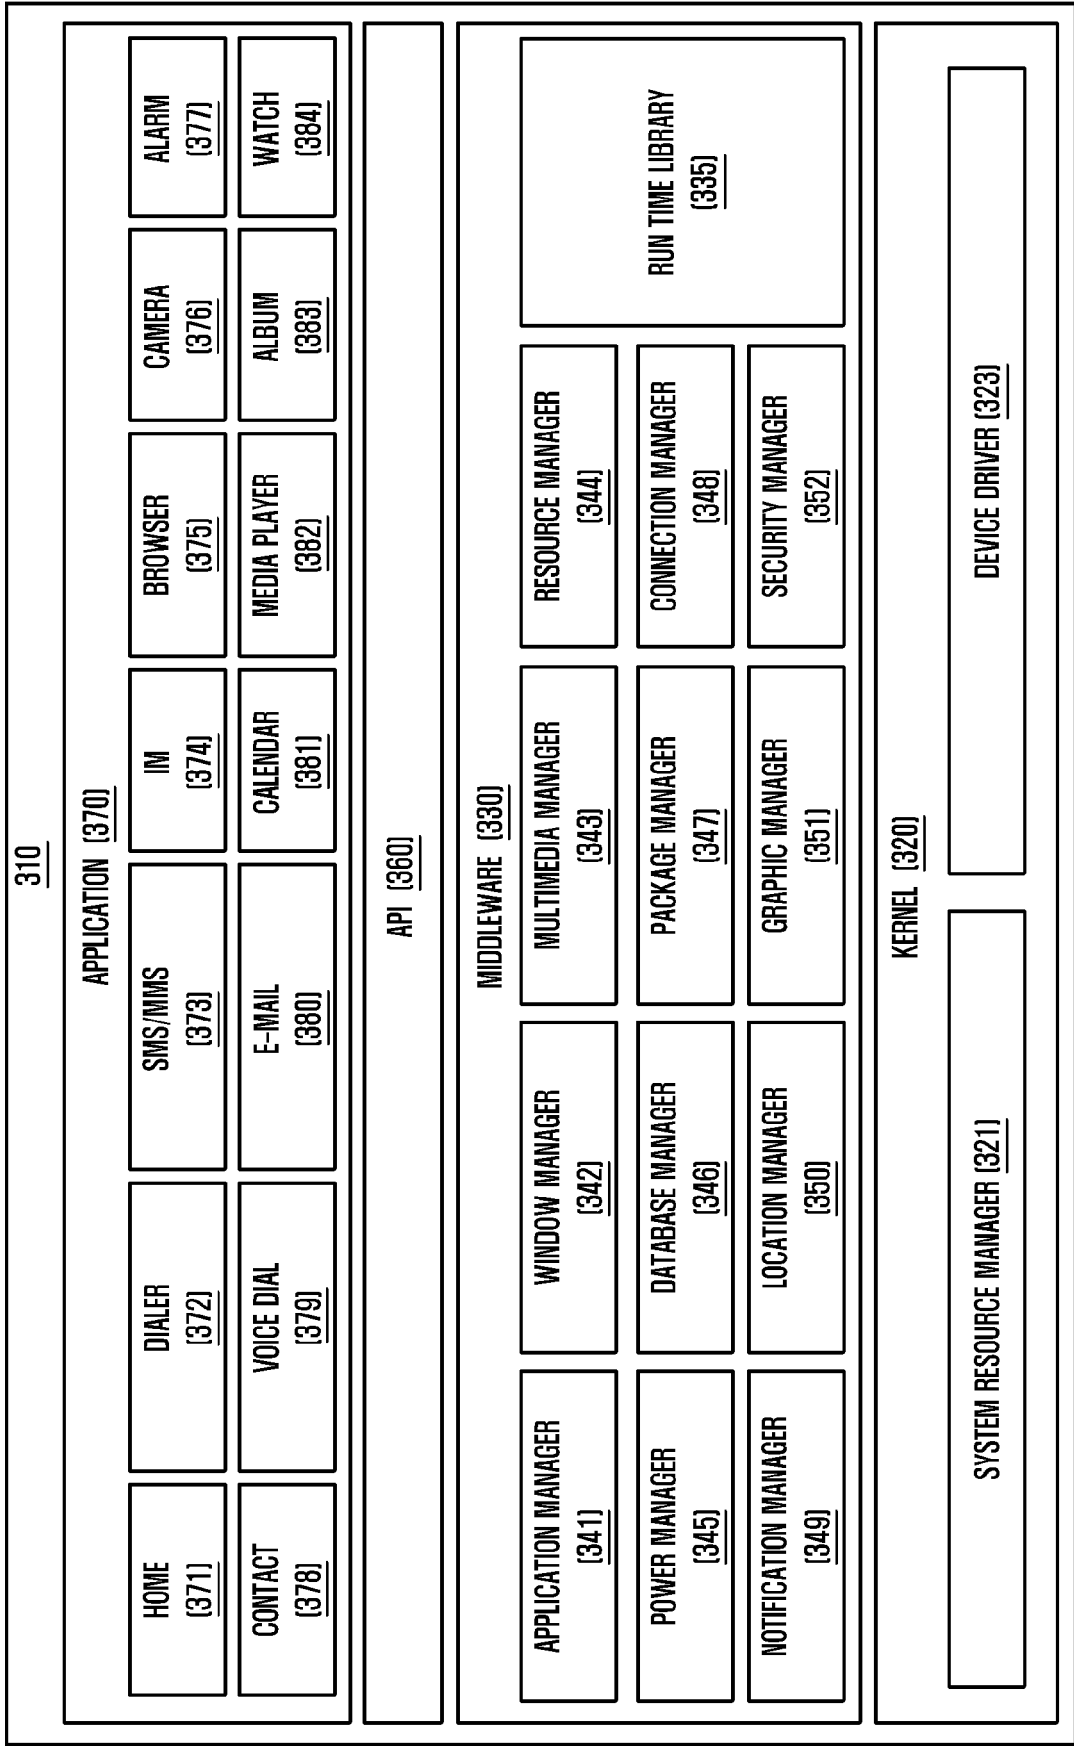 310
APPLICATION (370)
HOME
(371)
DIALER
(372)
SMS/MMS
(373)
IM
(374)
BROWSER
(375)
CAMERA
(376)
ALARM
(377)
CONTACT
(378)
VOICE DIAL
(379)
E-MAIL
(380)
CALENDAR
(381)
MEDIA PLAYER
(382)
ALBUM
(383)
WATCH
(384)
API (360)
MIDDLEWARE (330)
APPLICATION MANAGER
(341)
WINDOW MANAGER
(342)
MULTIMEDIA MANAGER
(343)
RESOURCE MANAGER
(344)
POWER MANAGER
(345)
DATABASE MANAGER
(346)
PACKAGE MANAGER
(347)
CONNECTION MANAGER
(348)
NOTIFICATION MANAGER
(349)
LOCATION MANAGER
(350)
GRAPHIC MANAGER
(351)
SECURITY MANAGER
(352)
RUN TIME LIBRARY
(335)
KERNEL (320)
SYSTEM RESOURCE MANAGER (321)
DEVICE DRIVER (323)